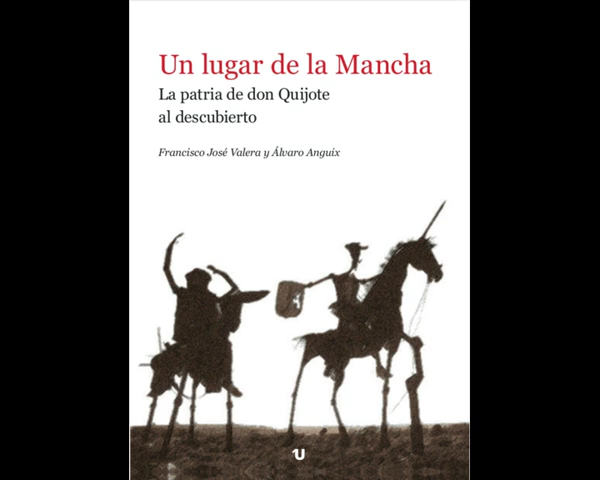 Un lugar de la Mancha
La patria de don Quijote
al descubierto
Francisco José Valera y Álvaro Anguix
U